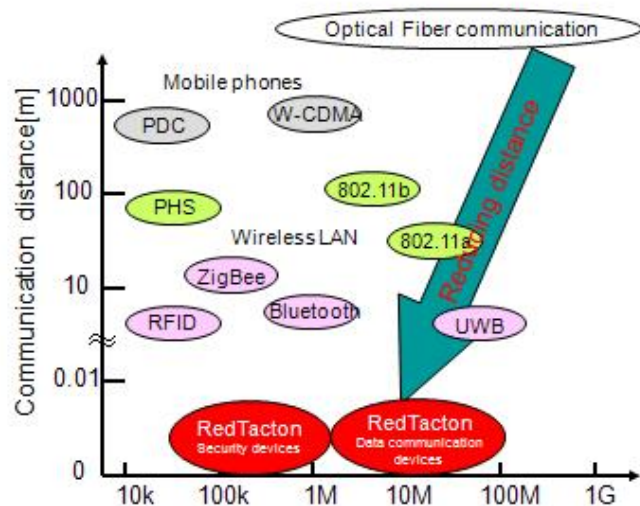 Optical Fiber communication
Mobile phones
1000
PDC
W-CDMA
Communication distance[m]
Reducing distance
100
PHS
802.11b
Wireless LAN
802.11a
ZigBee
10
RFID
Bluetooth
UWB
0.01
RedTacton
Security devices
RedTacton
Data communication
devices
0
10k 100k 1M 10M 100M 1G